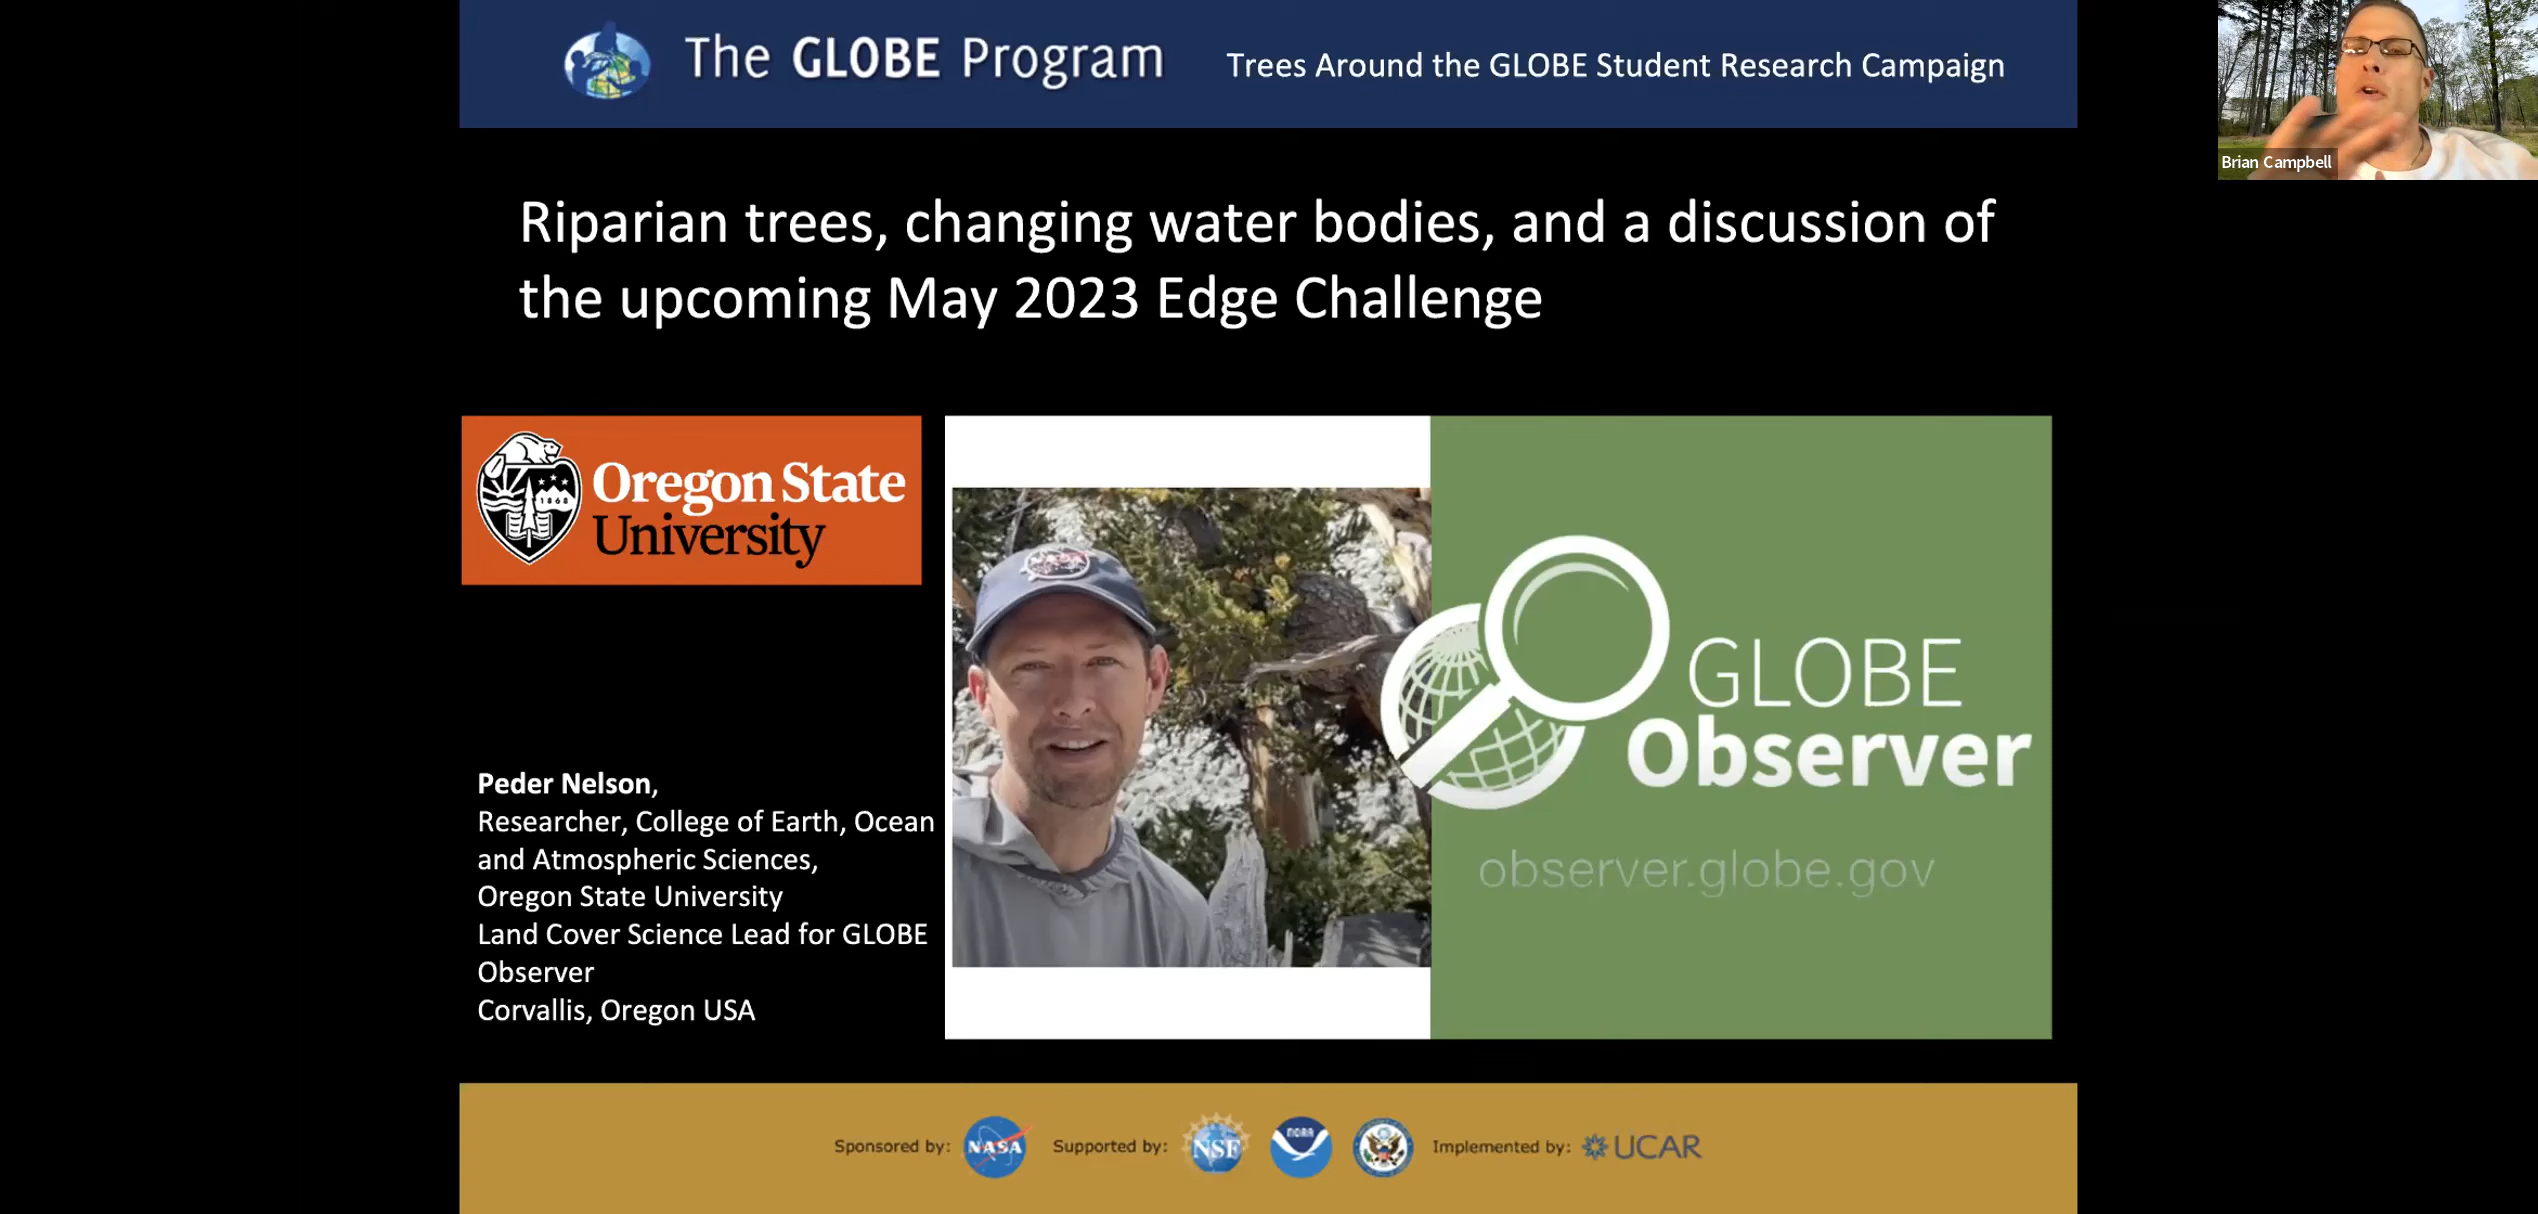 The GLOBE Program
Trees Around the GLOBE Student Research Campaign
Brian Campbell
Riparian trees, changing water bodies, and a discussion of
the upcoming May 2023 Edge Challenge
Oregon State
University
1868
NASA
GLOBE
Observer
observer.globe.gov
Peder Nelson,
Researcher, College of Earth, Ocean
and Atmospheric Sciences,
Oregon State University
Land Cover Science Lead for GLOBE
Observer
Corvallis, Oregon USA
Sponsored by: NASA Supported by: NSF NOAA Implemented by: UCAR